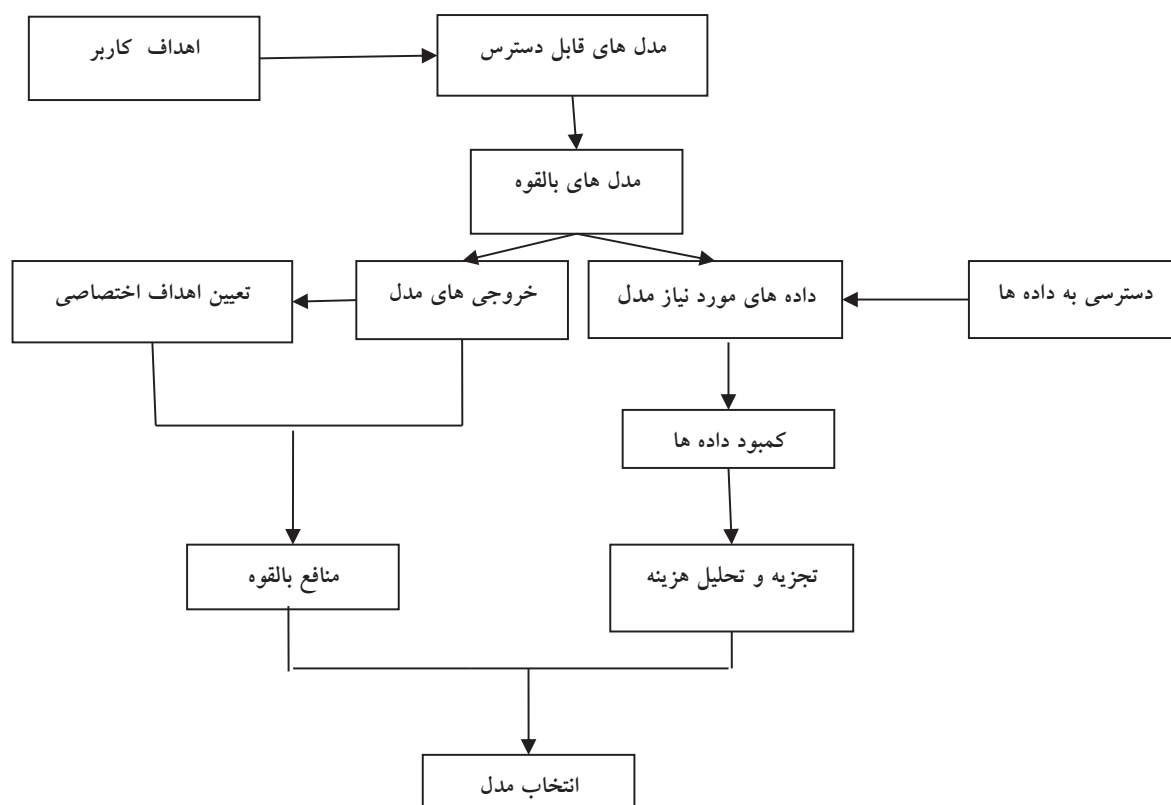 اهداف کاربر
مدل های قابل دسترس
مدل های بالقوه
دسترسی به داده ها
داده های مورد نیاز مدل
خروجی های مدل
تعیین اهداف اختصاصی
کمبود داده ها
تجزیه و تحلیل هزینه
منافع بالقوه
انتخاب مدل